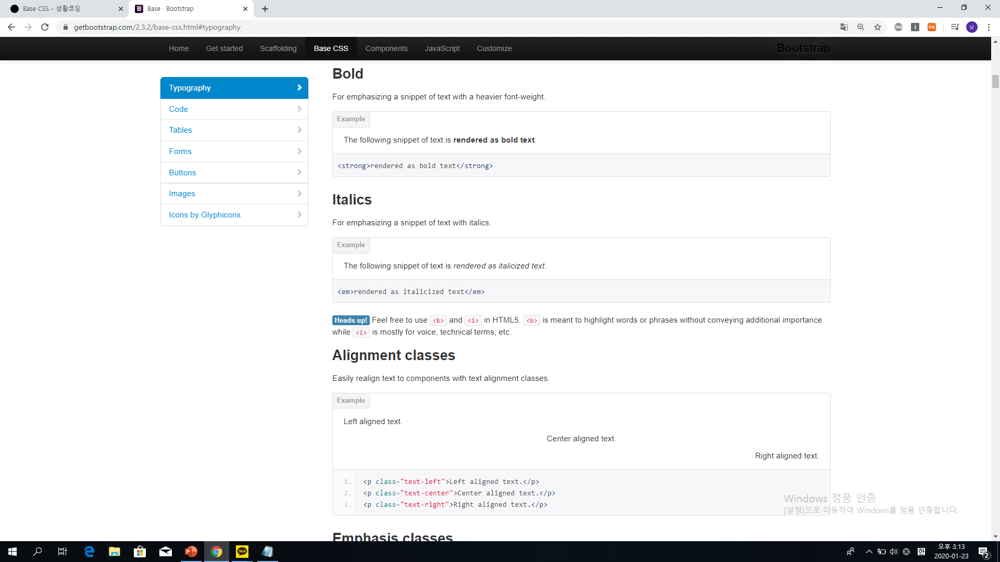 Base CSS - 생활코딩
Base · Bootstrap
getbootstrap.com/2.3.2/base-css.html#typography
남
Home Get started Scaffolding Base CSS Components JavaScript Customize Bootstrap
Typography
Code
Tables
Forms
Buttons
Images
Icons by Glyphicons
Bold
For emphasizing a snippet of text with a heavier font-weight.
Example
The following snippet of text is rendered as bold text.
<strong>rendered as bold text</strong>
Italics
For emphasizing a snippet of text with italics.
Example
The following snippet of text is rendered as italicized text.
<em>rendered as italicized text</em>
Heads up! Feel free to use <b> and <i> in HTML5. <b> is meant to highlight words or phrases without conveying additional importance
while <i> is mostly for voice, technical terms, etc.
Alignment classes
Easily realign text to components with text alignment classes.
Example
Left aligned text.
Center aligned text.
Right aligned text.
1. <p class="text-left">Left aligned text.</p>
2. <p class="text-center">Center aligned text.</p>
3. <p class="text-right">Right aligned text.</p>
Emphasis classes
Windows 정품 인증
[설정]으로 이동하여 Windows를 정품 인증합니다.
TALK
한
오후 3:13
2020-01-23
2